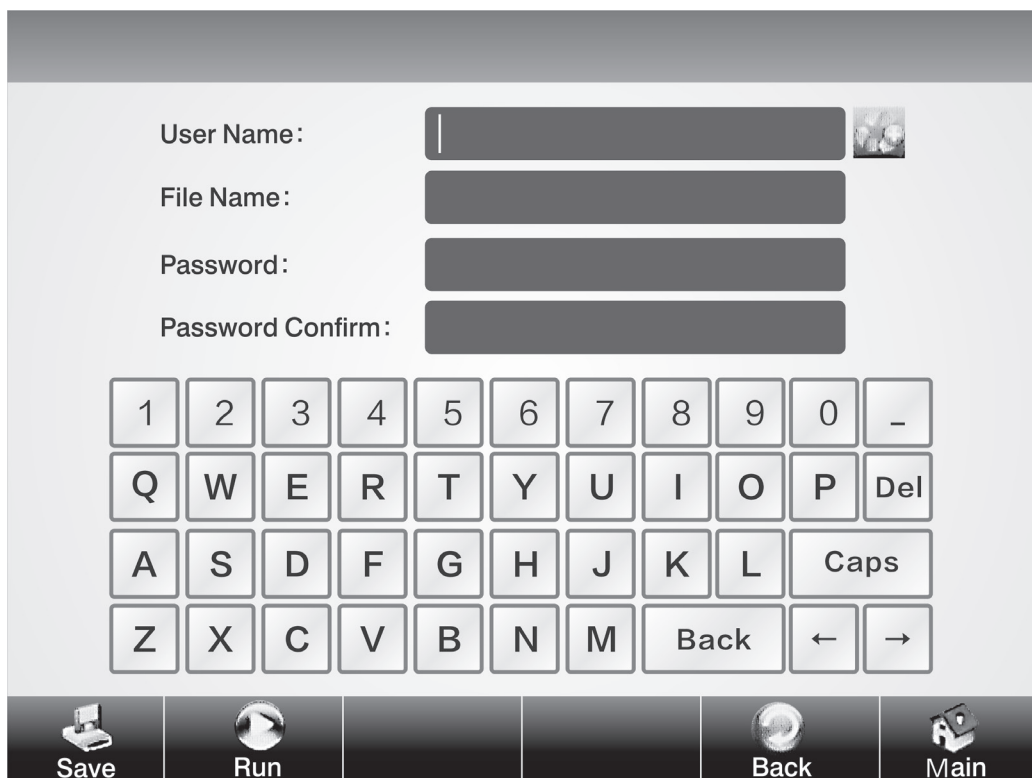 User Name:
File Name:
Password:
Password Confirm:
1 2 3 4 5 6 7 8 9 0 _
Q W E R T Y U I O P Del
A S D F G H J K L Caps
Z X C V B N M Back ← →
Save Run Back Main